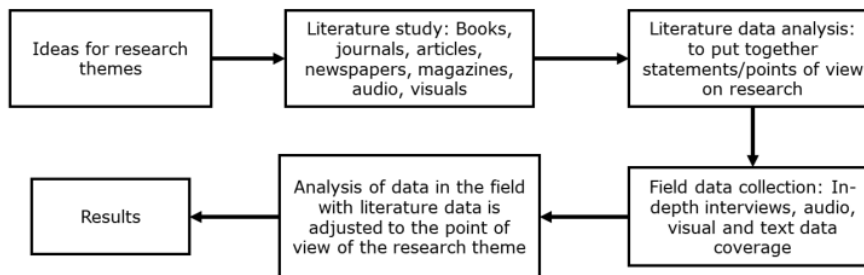 Ideas for research
themes
Literature study: Books,
journals, articles,
newspapers, magazines,
audio, visuals
Literature data analysis:
to put together
statements/points of view
on research
Field data collection: In-
depth interviews, audio,
visual and text data
coverage
Analysis of data in the field
with literature data is
adjusted to the point of
view of the research theme
Results